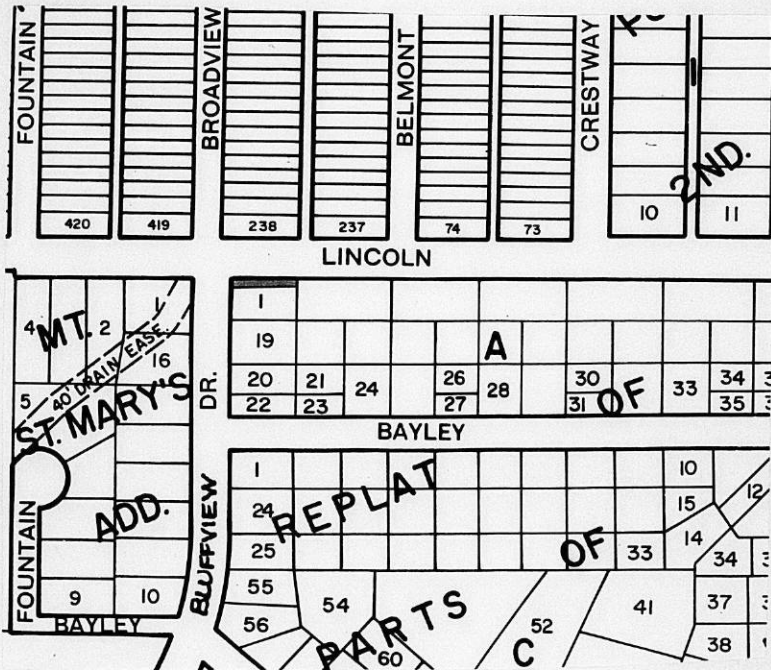 FOUNTAIN
BROADVIEW
BELMONT
CRESTWAY
2ND.
420 419 238 237 74 73 10 11
LINCOLN
4 MT. 2 1
1
19
A
16
40' DRAIN EASE.
5
ST. MARY'S
DR.
20 21 24 26 28 30 33 34
22 23 27 31 OF 35
BAYLEY
1
10
24
REPLAT
15
12
ADD.
BLUFFVIEW
FOUNTAIN
25
OF
33
14
34
55
54
9 10
56
52
41
37
BAYLEY
PARTS
60
C
38